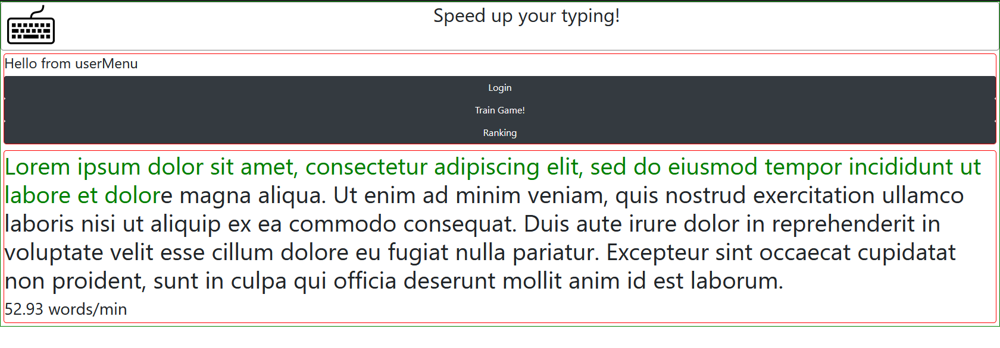 Speed up your typing!
Hello from userMenu
Login
Train Game!
Ranking
Lorem ipsum dolor sit amet, consectetur adipiscing elit, sed do eiusmod tempor incididunt ut
labore et dolore magna aliqua. Ut enim ad minim veniam, quis nostrud exercitation ullamco
laboris nisi ut aliquip ex ea commodo consequat. Duis aute irure dolor in reprehenderit in
voluptate velit esse cillum dolore eu fugiat nulla pariatur. Excepteur sint occaecat cupidatat
non proident, sunt in culpa qui officia deserunt mollit anim id est laborum.
52.93 words/min